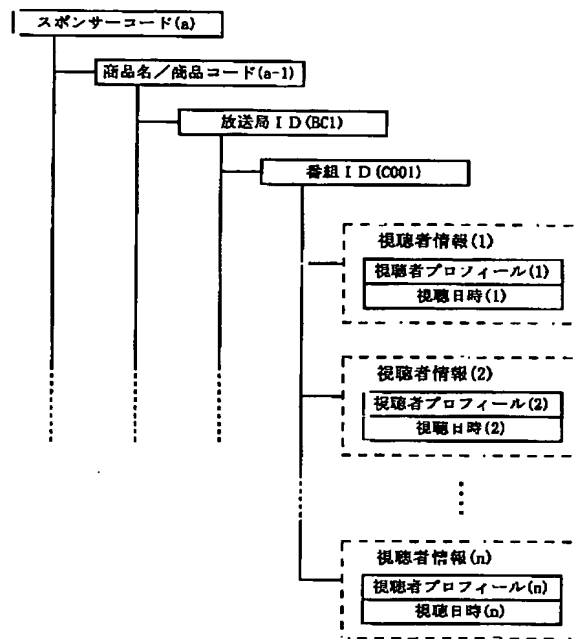 スポンサーコード(a)
商品名／商品コード(a-1)
放送局ID(BC1)
番組ID(C001)
視聴者情報(1)
視聴者プロフィール(1)
視聴日時(1)
視聴者情報(2)
視聴者プロフィール(2)
視聴日時(2)
視聴者情報(n)
視聴者プロフィール(n)
視聴日時(n)